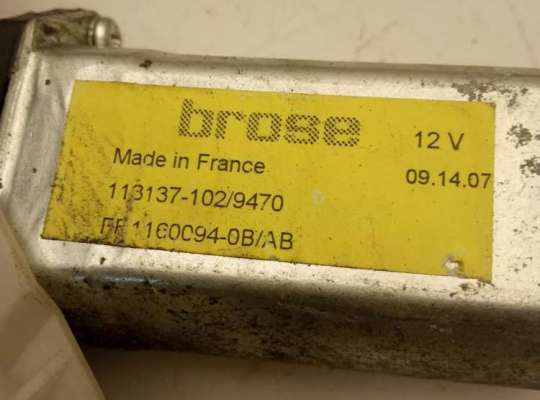 brose
12 V
Made in France
09.14.07
113137-102/9470
1160094-0B/AB